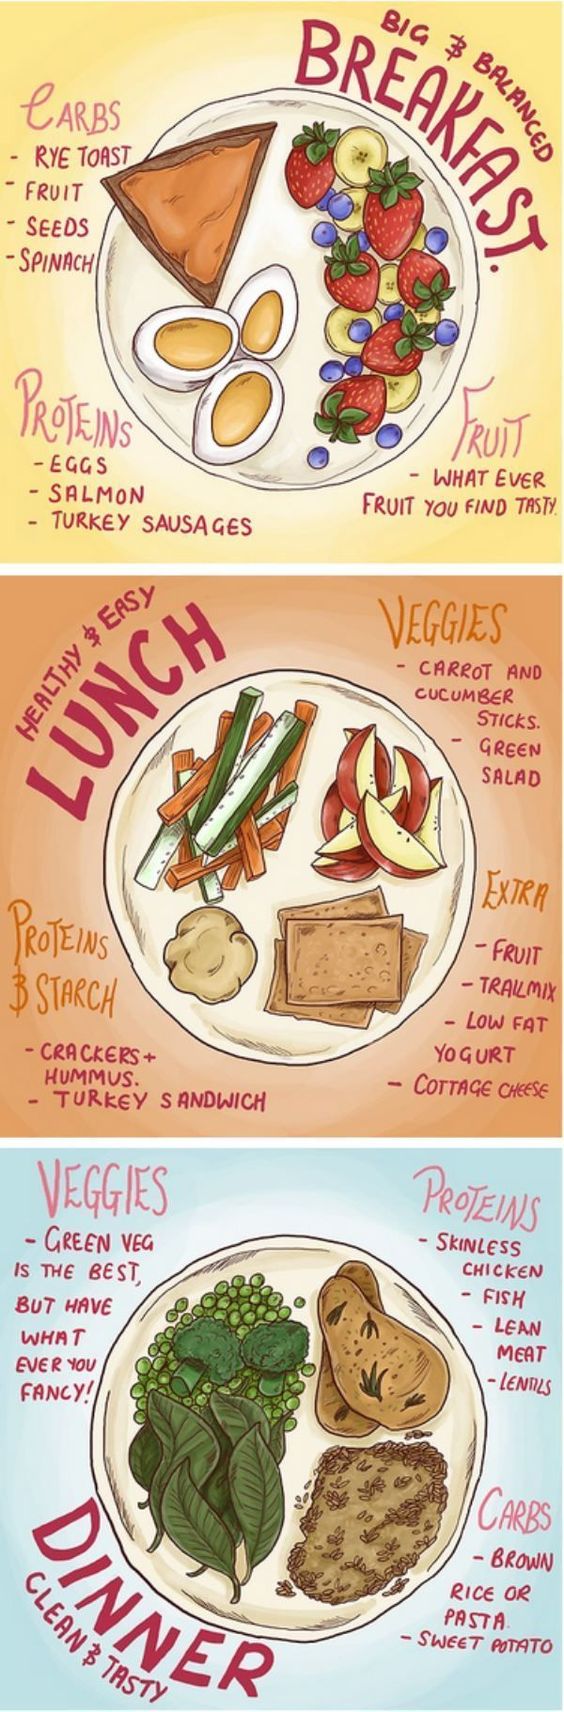 BIG & BALANCED
BREAKFAST.
CARBS
- RYE TOAST
- FRUIT
- SEEDS
- SPINACH
PROTEINS
- EGGS
- SALMON
- TURKEY SAUSAGES
FRUIT
- WHAT EVER
FRUIT YOU FIND TASTY.
HEALTHY & EASY
LUNCH
VEGGIES
- CARROT AND
CUCUMBER
STICKS.
- GREEN
SALAD
PROTEINS
& STARCH
- CRACKERS +
HUMMUS.
- TURKEY SANDWICH
EXTRA
- FRUIT
- TRAILMIX
- LOW FAT
YOGURT
- COTTAGE CHEESE
VEGGIES
- GREEN VEG
IS THE BEST,
BUT HAVE
WHAT
EVER YOU
FANCY!
PROTEINS
- SKINLESS
CHICKEN
- FISH
- LEAN
MEAT
- LENTILS
CARBS
- BROWN
RICE OR
PASTA.
- SWEET POTATO
DINNER
CLEAN & TASTY